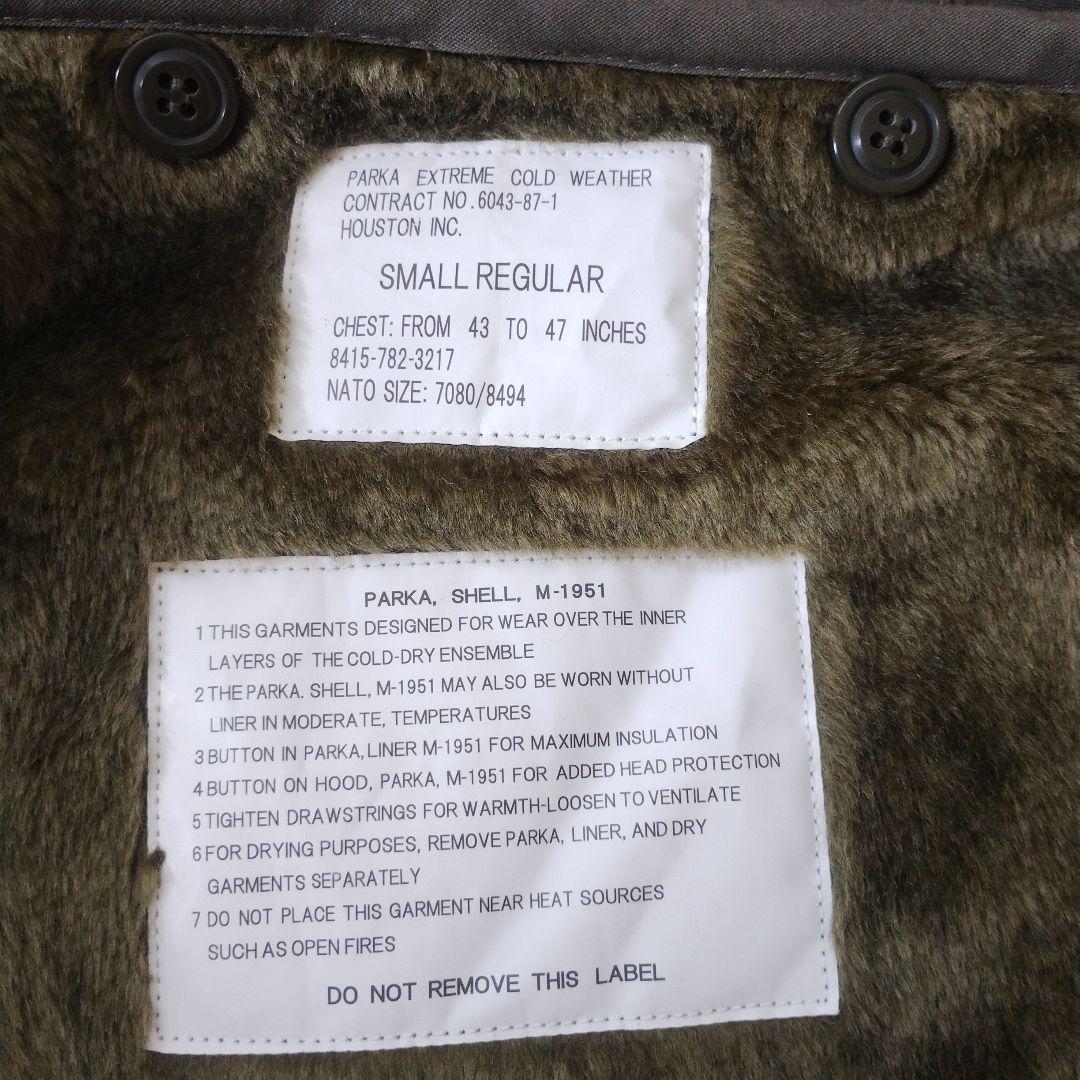 PARKA EXTREME COLD WEATHER
CONTRACT NO.6043-87-1
HOUSTON INC.
SMALL REGULAR
CHEST: FROM 43 TO 47 INCHES
8415-782-3217
NATO SIZE: 7080/8494
PARKA, SHELL, M-1951
1 THIS GARMENTS DESIGNED FOR WEAR OVER THE INNER
LAYERS OF THE COLD-DRY ENSEMBLE
2 THE PARKA. SHELL, M-1951 MAY ALSO BE WORN WITHOUT
LINER IN MODERATE, TEMPERATURES
3 BUTTON IN PARKA, LINER M-1951 FOR MAXIMUM INSULATION
4 BUTTON ON HOOD, PARKA, M-1951 FOR ADDED HEAD PROTECTION
5 TIGHTEN DRAWSTRINGS FOR WARMTH-LOOSEN TO VENTILATE
6 FOR DRYING PURPOSES, REMOVE PARKA, LINER, AND DRY
GARMENTS SEPARATELY
7 DO NOT PLACE THIS GARMENT NEAR HEAT SOURCES
SUCH AS OPEN FIRES
DO NOT REMOVE THIS LABEL